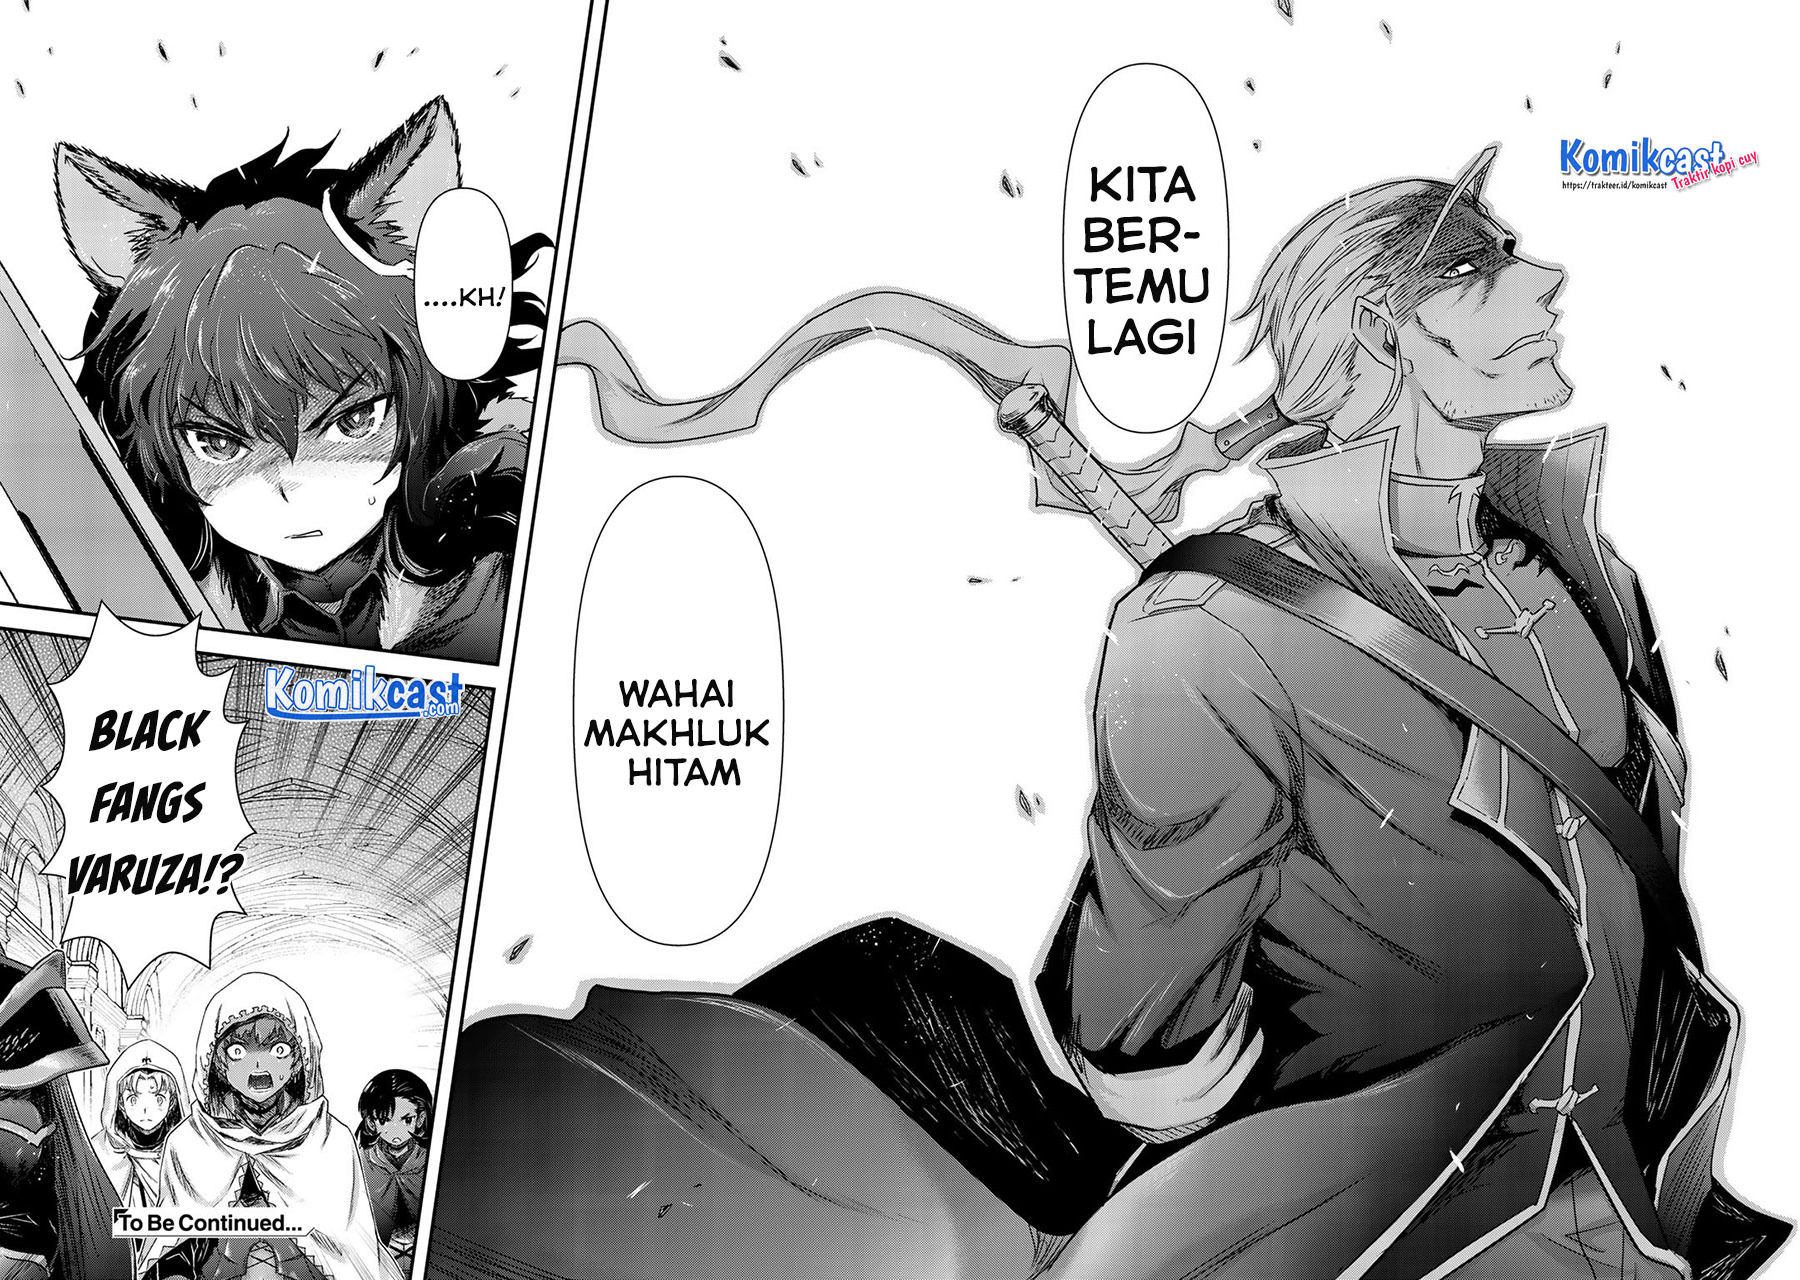 KITA
BER-
TEMU
LAGI
Komikcast
https://trakteer.id/komikcast
Traktir kopi cuy
WAHAI
MAKHLUK
HITAM
....KH!
Komikcast
.com
BLACK
FANGS
VARUZA!?
To Be Continued...